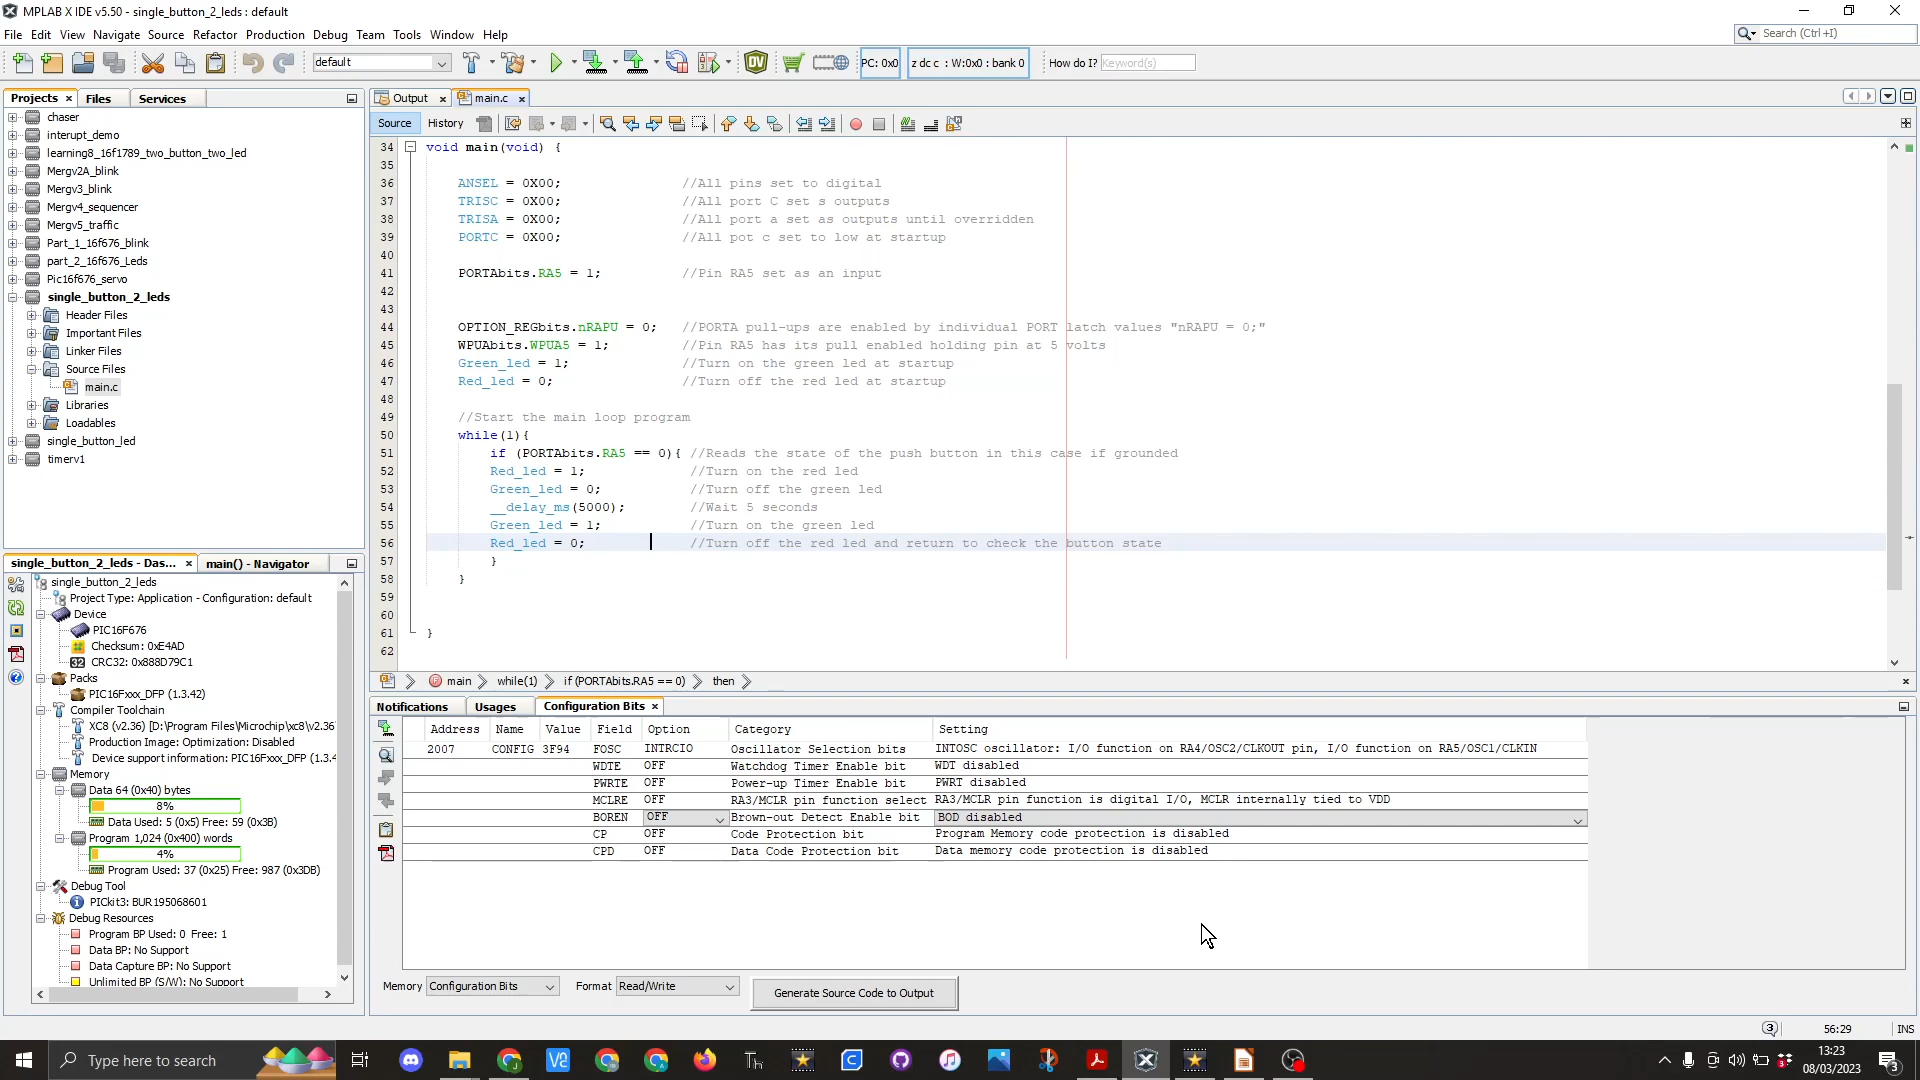 MPLAB X IDE v5.50 - single_button_2_leds : default
File Edit View Navigate Source Refactor Production Debug Team Tools Window Help
Search (Ctrl+I)
default
PC: 0x0
z dc c : W:0x0 : bank 0
How do I? Keyword(s)
Projects
Files
Services
chaser
interupt_demo
learning8_16f1789_two_button_two_led
Mergv2A_blink
Mergv3_blink
Mergv4_sequencer
Mergv5_traffic
Part_1_16f676_blink
part_2_16f676_Leds
Pic16f676_servo
single_button_2_leds
Header Files
Important Files
Linker Files
Source Files
main.c
Libraries
Loadables
single_button_led
timerv1
single_button_2_leds - Das...
main() - Navigator
single_button_2_leds
Project Type: Application - Configuration: default
Device
PIC16F676
Checksum: 0xE4AD
32 CRC32: 0x888D79C1
Packs
PIC16Fxxx_DFP (1.3.42)
Compiler Toolchain
XC8 (v2.36) [D:\Program Files\Microchip\xc8\v2.36
Production Image: Optimization: Disabled
Device support information: PIC16Fxxx_DFP (1.3.4
Memory
Data 64 (0x40) bytes
8%
Data Used: 5 (0x5) Free: 59 (0x3B)
Program 1,024 (0x400) words
4%
Program Used: 37 (0x25) Free: 987 (0x3DB)
Debug Tool
PICkit3: BUR195068601
Debug Resources
Program BP Used: 0 Free: 1
Data BP: No Support
Data Capture BP: No Support
Unlimited BP (S/W): No Support
Output
main.c
Source
History
34 void main(void) {
35
36 ANSEL = 0X00; //All pins set to digital
37 TRISC = 0X00; //All port C set s outputs
38 TRISA = 0X00; //All port a set as outputs until overridden
39 PORTC = 0X00; //All pot c set to low at startup
40
41 PORTAbits.RA5 = 1; //Pin RA5 set as an input
42
43
44 OPTION_REGbits.nRAPU = 0; //PORTA pull-ups are enabled by individual PORT latch values "nRAPU = 0;"
45 WPUAbits.WPUA5 = 1; //Pin RA5 has its pull enabled holding pin at 5 volts
46 Green_led = 1; //Turn on the green led at startup
47 Red_led = 0; //Turn off the red led at startup
48
49 //Start the main loop program
50 while(1){
51 if (PORTAbits.RA5 == 0){ //Reads the state of the push button in this case if grounded
52 Red_led = 1; //Turn on the red led
53 Green_led = 0; //Turn off the green led
54 __delay_ms(5000); //Wait 5 seconds
55 Green_led = 1; //Turn on the green led
56 Red_led = 0; //Turn off the red led and return to check the button state
57 }
58 }
59
60
61 }
62
main while(1) if (PORTAbits.RA5 == 0) then
Notifications
Usages
Configuration Bits
Address Name Value Field Option Category Setting
2007 CONFIG 3F94 FOSC INTRCIO Oscillator Selection bits INTOSC oscillator: I/O function on RA4/OSC2/CLKOUT pin, I/O function on RA5/OSC1/CLKIN
WDTE OFF Watchdog Timer Enable bit WDT disabled
PWRTE OFF Power-up Timer Enable bit PWRT disabled
MCLRE OFF RA3/MCLR pin function select RA3/MCLR pin function is digital I/O, MCLR internally tied to VDD
BOREN OFF Brown-out Detect Enable bit BOD disabled
CP OFF Code Protection bit Program Memory code protection is disabled
CPD OFF Data Code Protection bit Data memory code protection is disabled
Memory Configuration Bits Format Read/Write Generate Source Code to Output
3
56:29
INS
Type here to search
13:23
08/03/2023
3